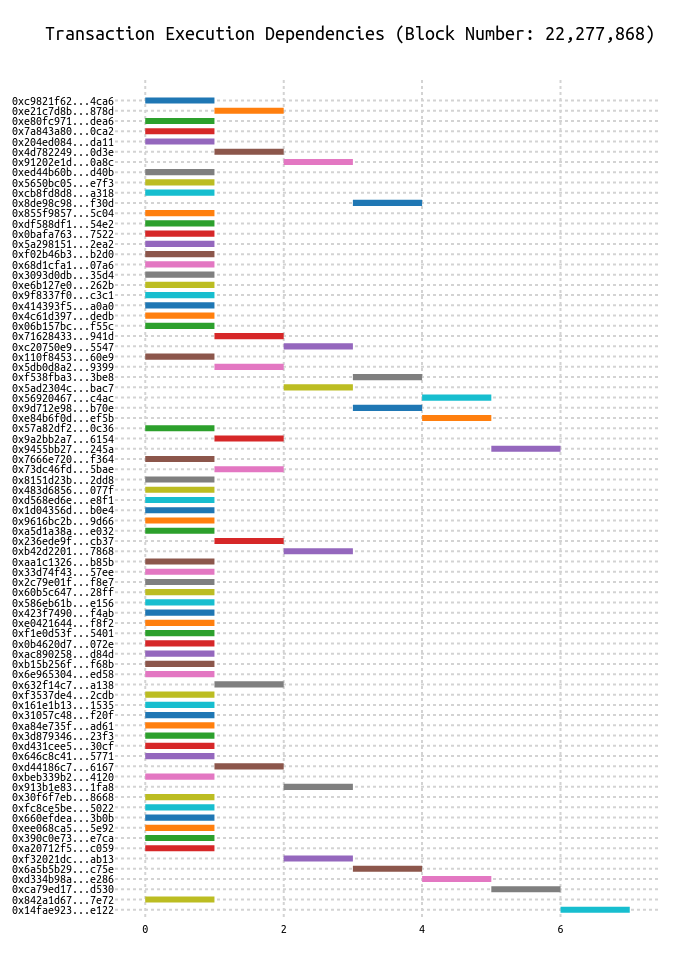 Transaction Execution Dependencies (Block Number: 22,277,868)
0xc9821f62...4ca6
0xe21c7d8b...878d
0xe80fc971...dea6
0x7a843a80...0ca2
0x204ed084...da11
0x4d782249...0d3e
0x91202e1d...0a8c
0xed44b60b...d40b
0x5650bc05...e7f3
0xcb8fd8d8...a318
0x8de98c98...f30d
0x855f9857...5c04
0xdf588df1...54e2
0x0bafa763...7522
0x5a298151...2ea2
0xf02b46b3...b2d0
0x68d1cfa1...07a6
0x3093d0db...35d4
0xe6b127e0...262b
0x9f8337f0...c3c1
0x414393f5...a0a0
0x4c61d397...dedb
0x06b157bc...f55c
0x71628433...941d
0xc20750e9...5547
0x110f8453...60e9
0x5db0d8a2...9399
0xf538fba3...3be8
0x5ad2304c...bac7
0x56920467...c4ac
0x9d712e98...b70e
0xe84b6f0d...ef5b
0x57a82df2...0c36
0x9a2bb2a7...6154
0x9455bb27...245a
0x7666e720...f364
0x73dc46fd...5bae
0x8151d23b...2dd8
0x483d6856...077f
0xd568ed6e...e8f1
0x1d04356d...b0e4
0x9616bc2b...9d66
0xa5d1a38a...e032
0x236ede9f...cb37
0xb42d2201...7868
0xaa1c1326...b85b
0x33d74f43...57ee
0x2c79e01f...f8e7
0x60b5c647...28ff
0x586eb61b...e156
0x423f7490...f4ab
0xe0421644...f8f2
0xf1e0d53f...5401
0x0b4620d7...072e
0xac890258...d84d
0xb15b256f...f68b
0x6e965304...ed58
0x632f14c7...a138
0xf3537de4...2cdb
0x161e1b13...1535
0x31057c48...f20f
0xa84e735f...ad61
0x3d879346...23f3
0xd431cee5...30cf
0x646c8c41...5771
0xd44186c7...6167
0xbeb339b2...4120
0x913b1e83...1fa8
0x30f6f7eb...8668
0xfc8ce5be...5022
0x660efdea...3b0b
0xee068ca5...5e92
0x390c0e73...e7ca
0xa20712f5...c059
0xf32021dc...ab13
0x6a5b5b29...c75e
0xd334b98a...e286
0xca79ed17...d530
0x842a1d67...7e72
0x14fae923...e122
0 2 4 6